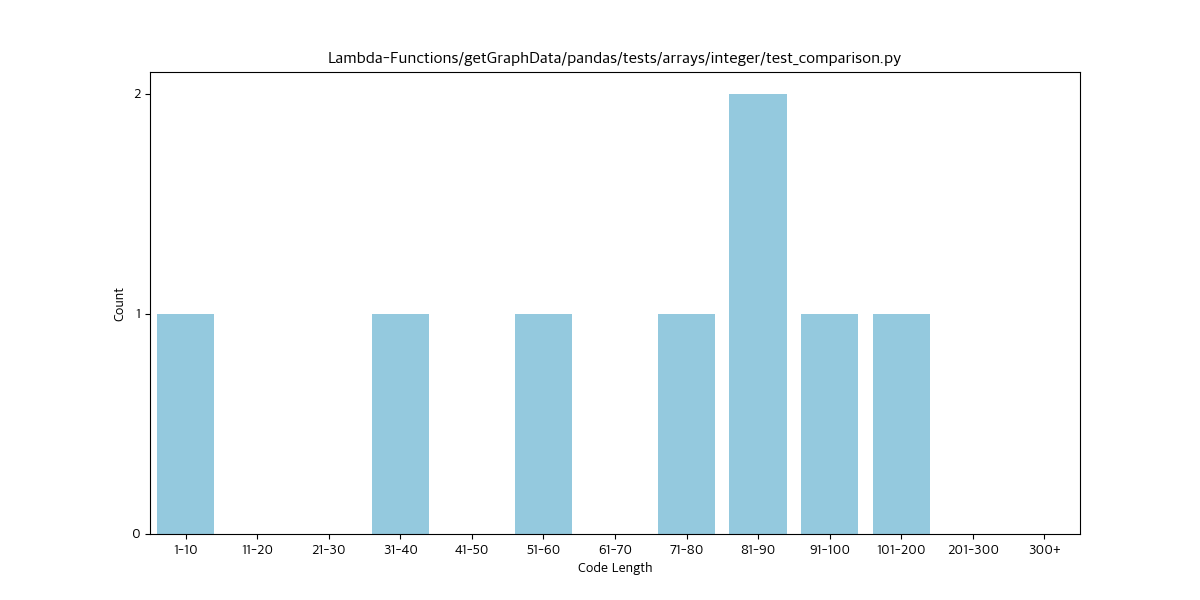 Lambda-Functions/getGraphData/pandas/tests/arrays/integer/test_comparison.py
2
1
0
Count
1-10 11-20 21-30 31-40 41-50 51-60 61-70 71-80 81-90 91-100 101-200 201-300 300+
Code Length